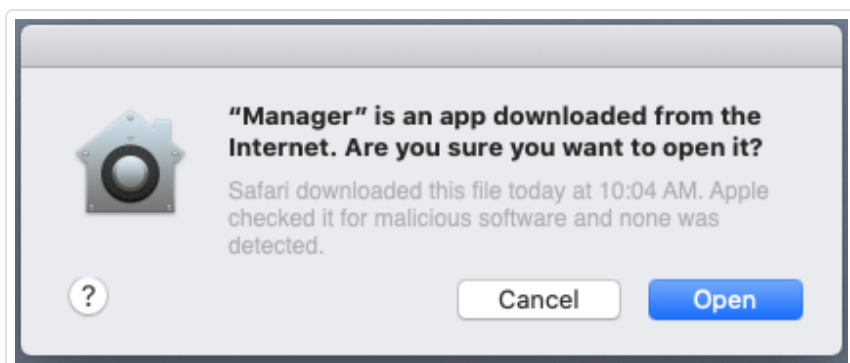 “Manager” is an app downloaded from the
Internet. Are you sure you want to open it?
Safari downloaded this file today at 10:04 AM. Apple
checked it for malicious software and none was
detected.
?
Cancel
Open